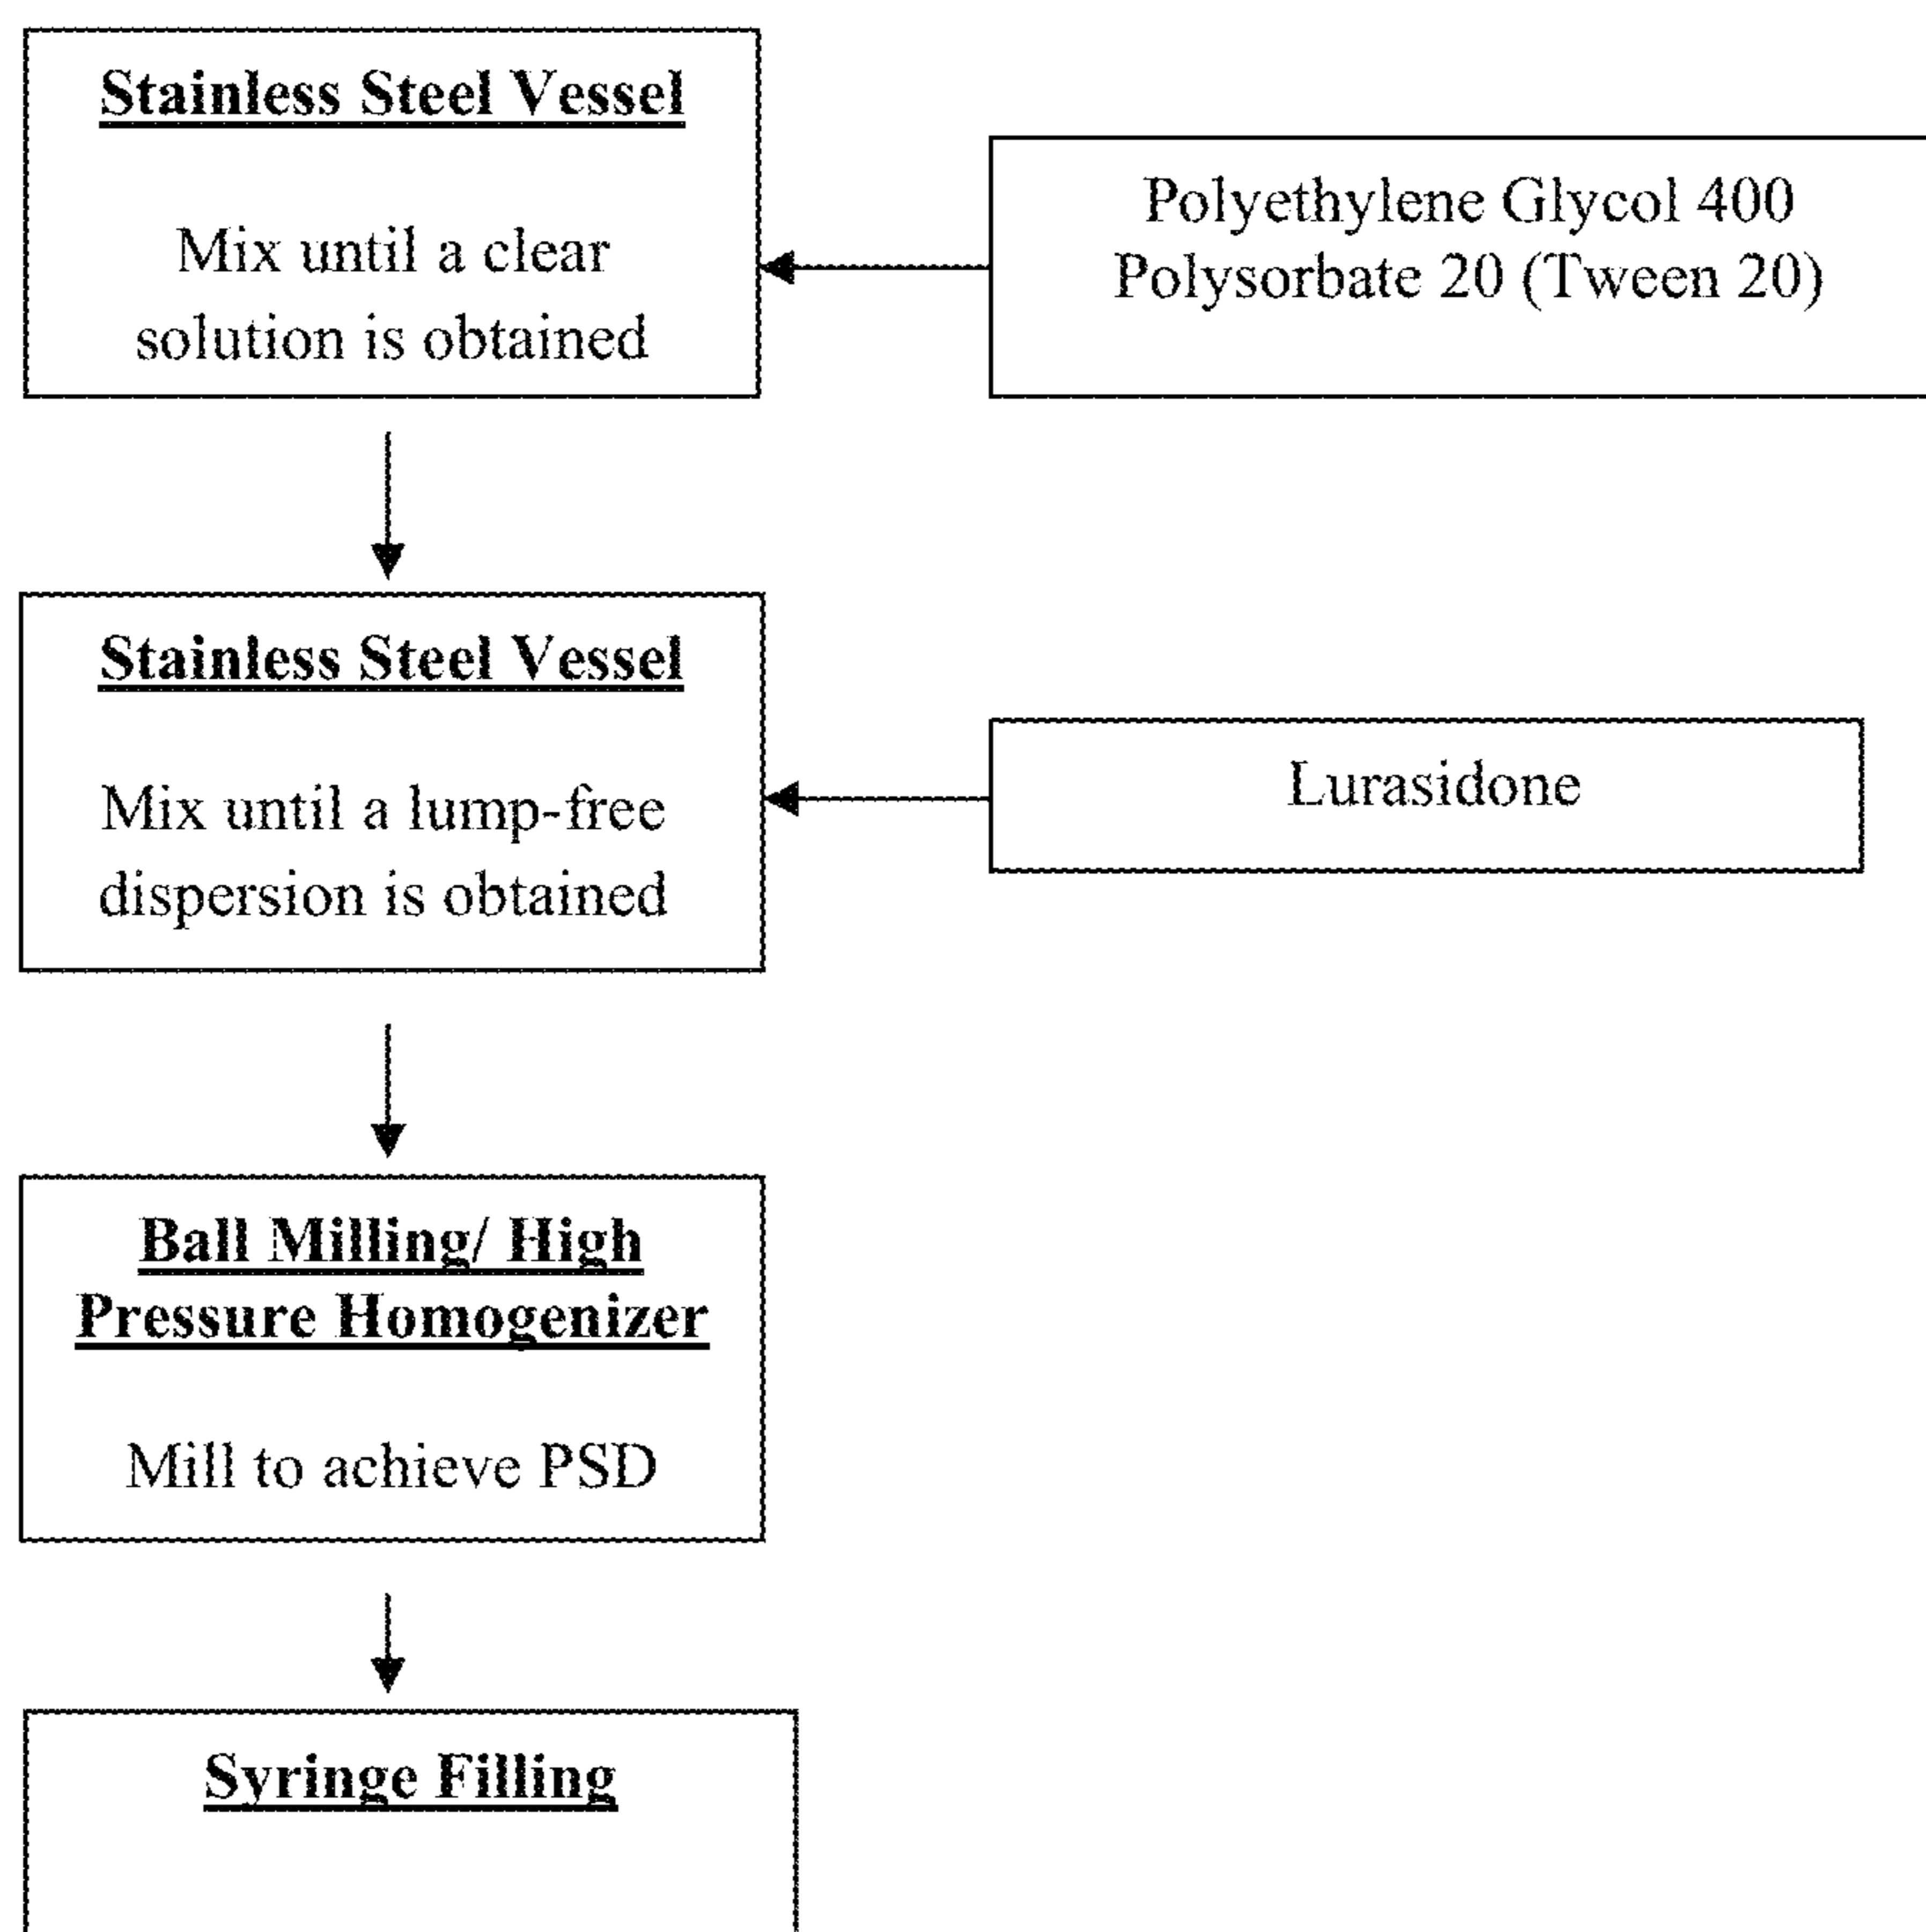 Stainless Steel Vessel
Mix until a clear
solution is obtained
Polyethylene Glycol 400
Polysorbate 20 (Tween 20)
Stainless Steel Vessel
Mix until a lump-free
dispersion is obtained
Lurasidone
Ball Milling/ High
Pressure Homogenizer
Mill to achieve PSD
Syringe Filling